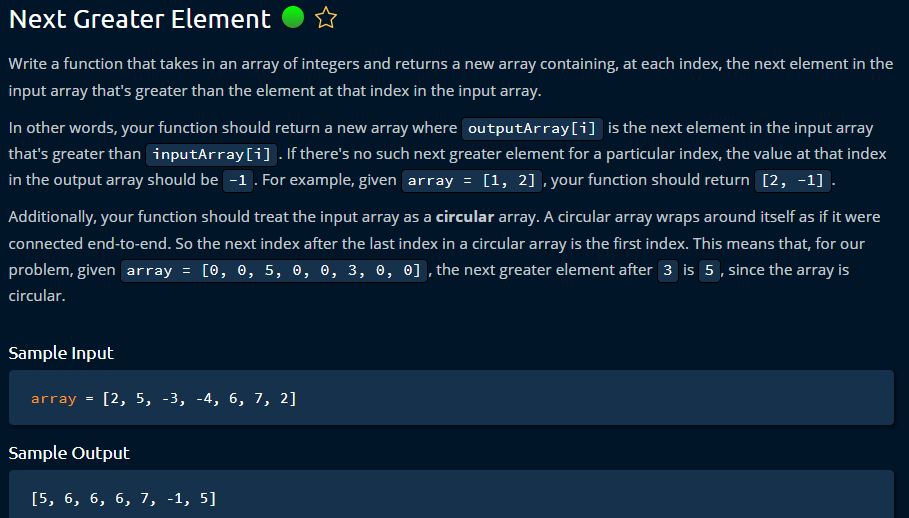 Next Greater Element
Write a function that takes in an array of integers and returns a new array containing, at each index, the next element in the
input array that's greater than the element at that index in the input array.
In other words, your function should return a new array where outputArray[i] is the next element in the input array
that's greater than inputArray[i] . If there's no such next greater element for a particular index, the value at that index
in the output array should be -1 . For example, given array = [1, 2] , your function should return [2, -1] .
Additionally, your function should treat the input array as a circular array. A circular array wraps around itself as if it were
connected end-to-end. So the next index after the last index in a circular array is the first index. This means that, for our
problem, given array = [0, 0, 5, 0, 0, 3, 0, 0] , the next greater element after 3 is 5 , since the array is
circular.
Sample Input
array = [2, 5, -3, -4, 6, 7, 2]
Sample Output
[5, 6, 6, 6, 7, -1, 5]